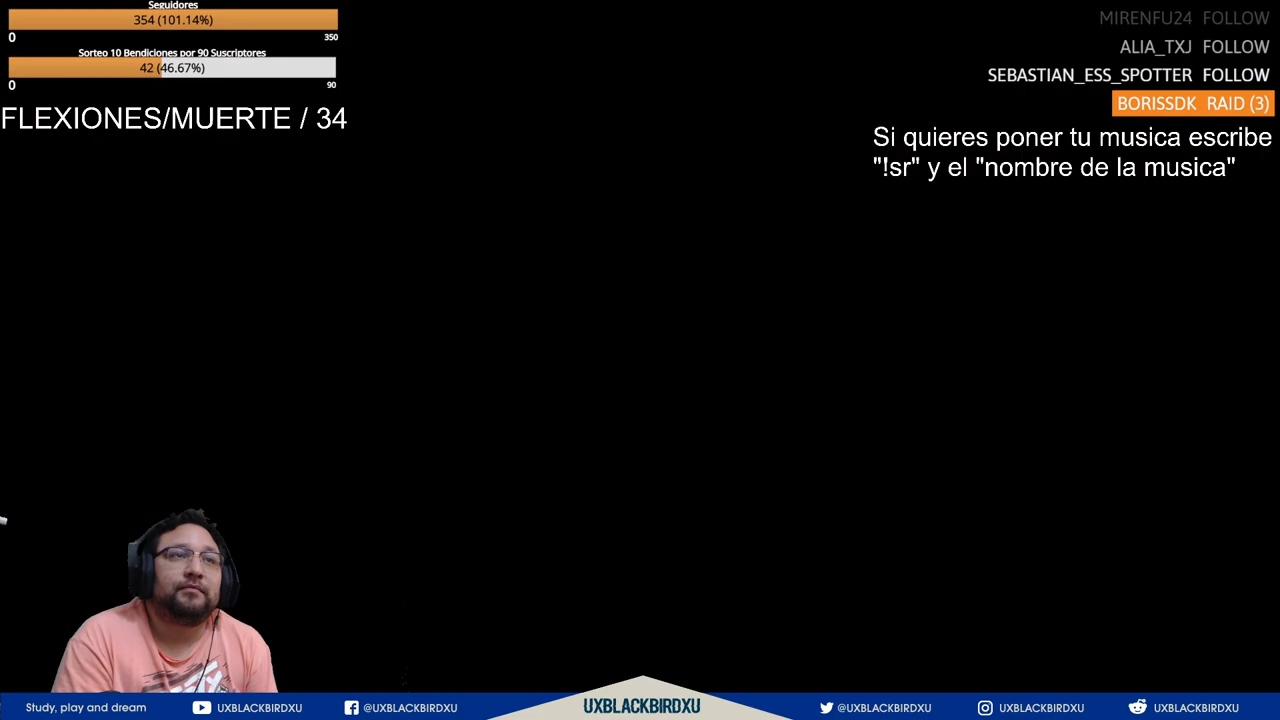 Seguidores
354 (101.14%)
0
350
Sorteo 10 Bendiciones por 90 Suscriptores
42 (46.67%)
0
90
FLEXIONES/MUERTE / 34
MIRENFU24 FOLLOW
ALIA_TXJ FOLLOW
SEBASTIAN_ESS_SPOTTER FOLLOW
BORISSDK RAID (3)
Si quieres poner tu musica escribe
"!sr" y el "nombre de la musica"
Study, play and dream
UXBLACKBIRDXU
@UXBLACKBIRDXU
UXBLACKBIRDXU
@UXBLACKBIRDXU
UXBLACKBIRDXU
UXBLACKBIRDXU